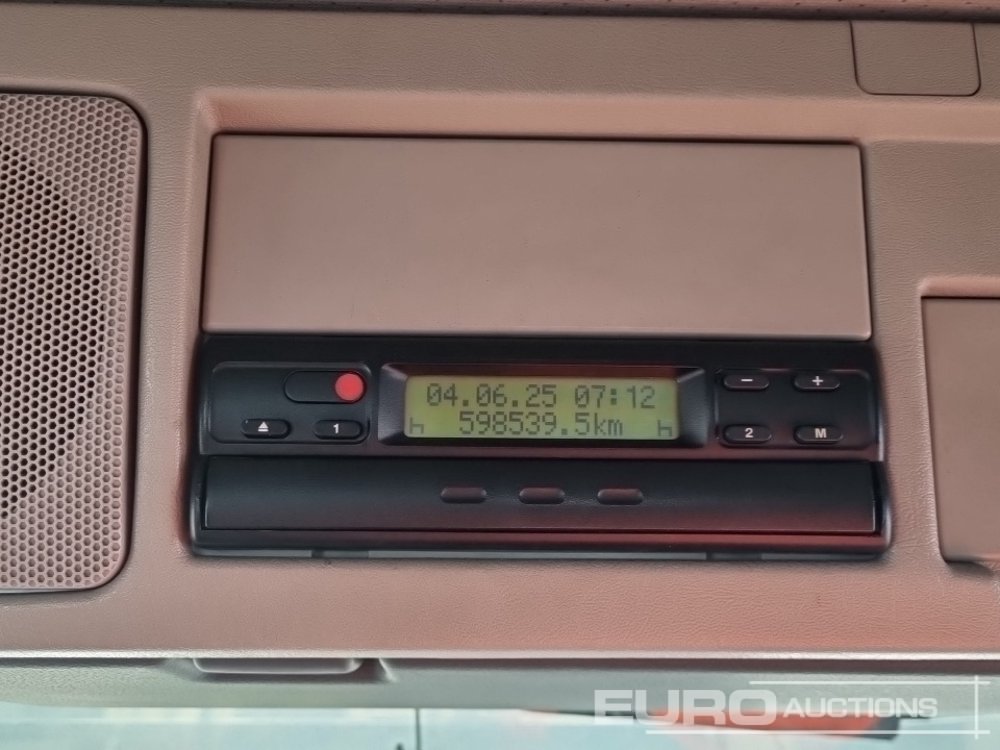 04.06.25 07:12
h 598539.5km h
1
- +
2 M
EURO AUCTIONS